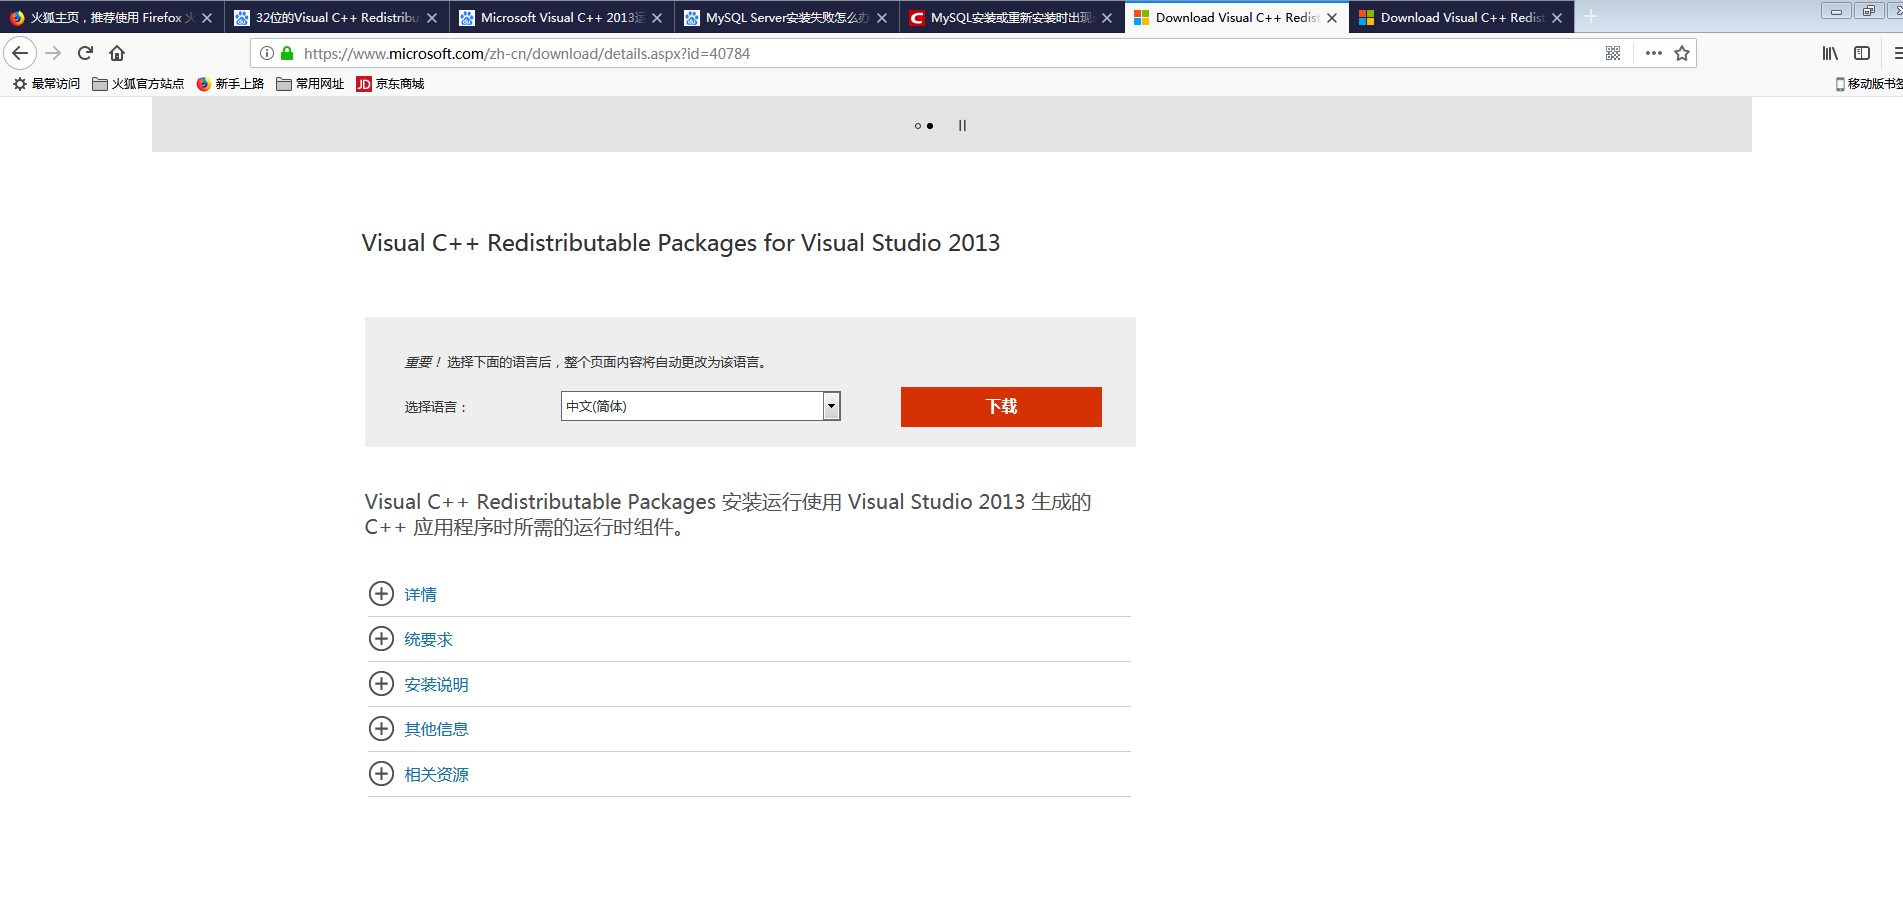 火狐主页，推荐使用 Firefox
32位的Visual C++ Redistribu
Microsoft Visual C++ 2013运
MySQL Server安装失败怎么办
MySQL安装或重新安装时出现
Download Visual C++ Redist
Download Visual C++ Redist
https://www.microsoft.com/zh-cn/download/details.aspx?id=40784
最常访问
火狐官方站点
新手上路
常用网址
JD 京东商城
移动版书签
Visual C++ Redistributable Packages for Visual Studio 2013
重要！选择下面的语言后，整个页面内容将自动更改为该语言。
选择语言：
中文(简体)
下载
Visual C++ Redistributable Packages 安装运行使用 Visual Studio 2013 生成的
C++ 应用程序时所需的运行时组件。
详情
统要求
安装说明
其他信息
相关资源